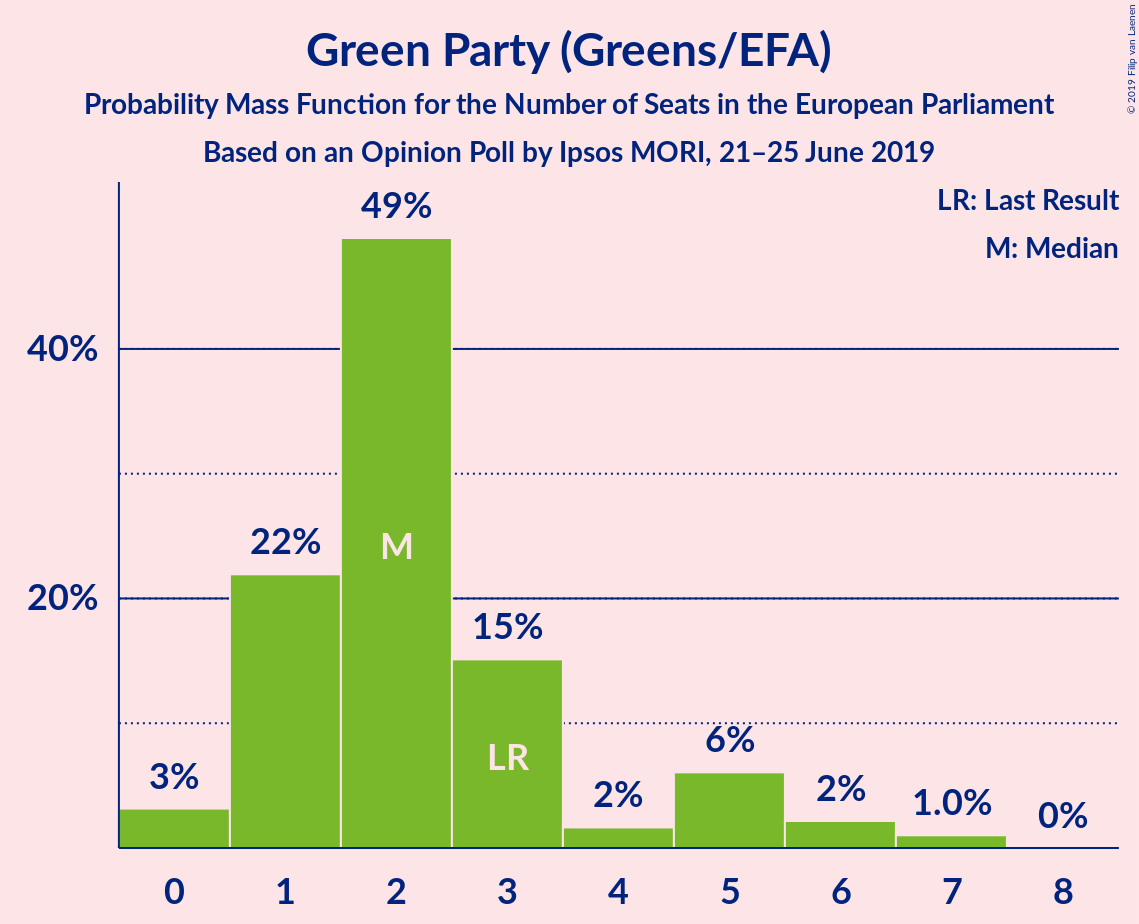 Green Party (Greens/EFA)
Probability Mass Function for the Number of Seats in the European Parliament
Based on an Opinion Poll by Ipsos MORI, 21–25 June 2019
© 2019 Filip van Laenen
LR: Last Result
M: Median
40%
20%
3%
22%
49%
15%
2%
6%
2%
1.0%
0%
M
LR
0 1 2 3 4 5 6 7 8